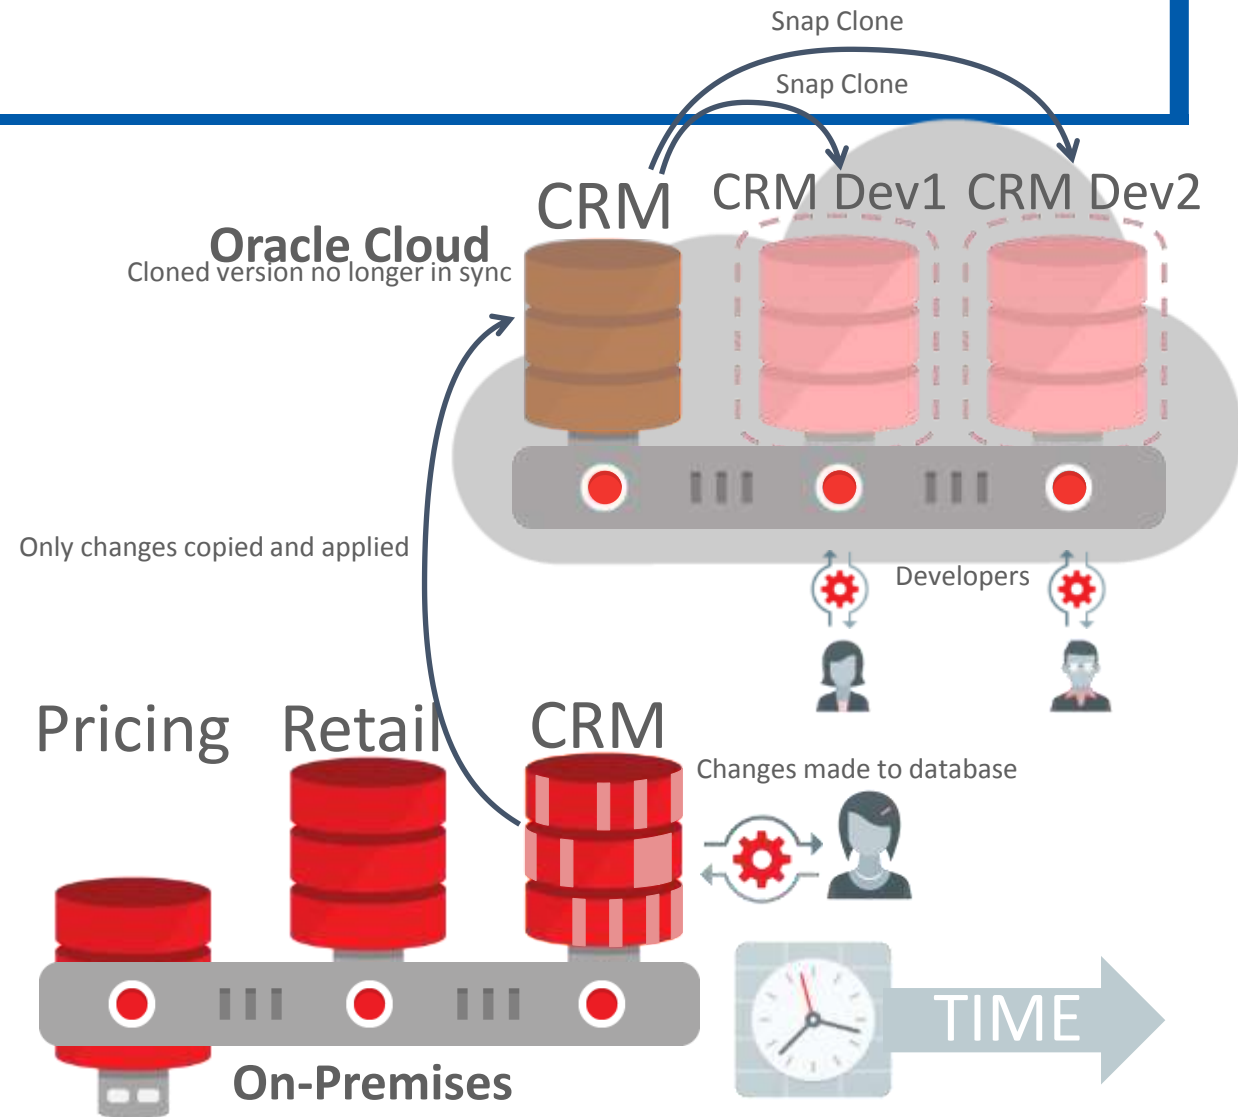 Snap Clone
Snap Clone
CRM
CRM Dev1
CRM Dev2
Oracle Cloud
Cloned version no longer in sync
Only changes copied and applied
Developers
Pricing
Retail
CRM
Changes made to database
TIME
On-Premises